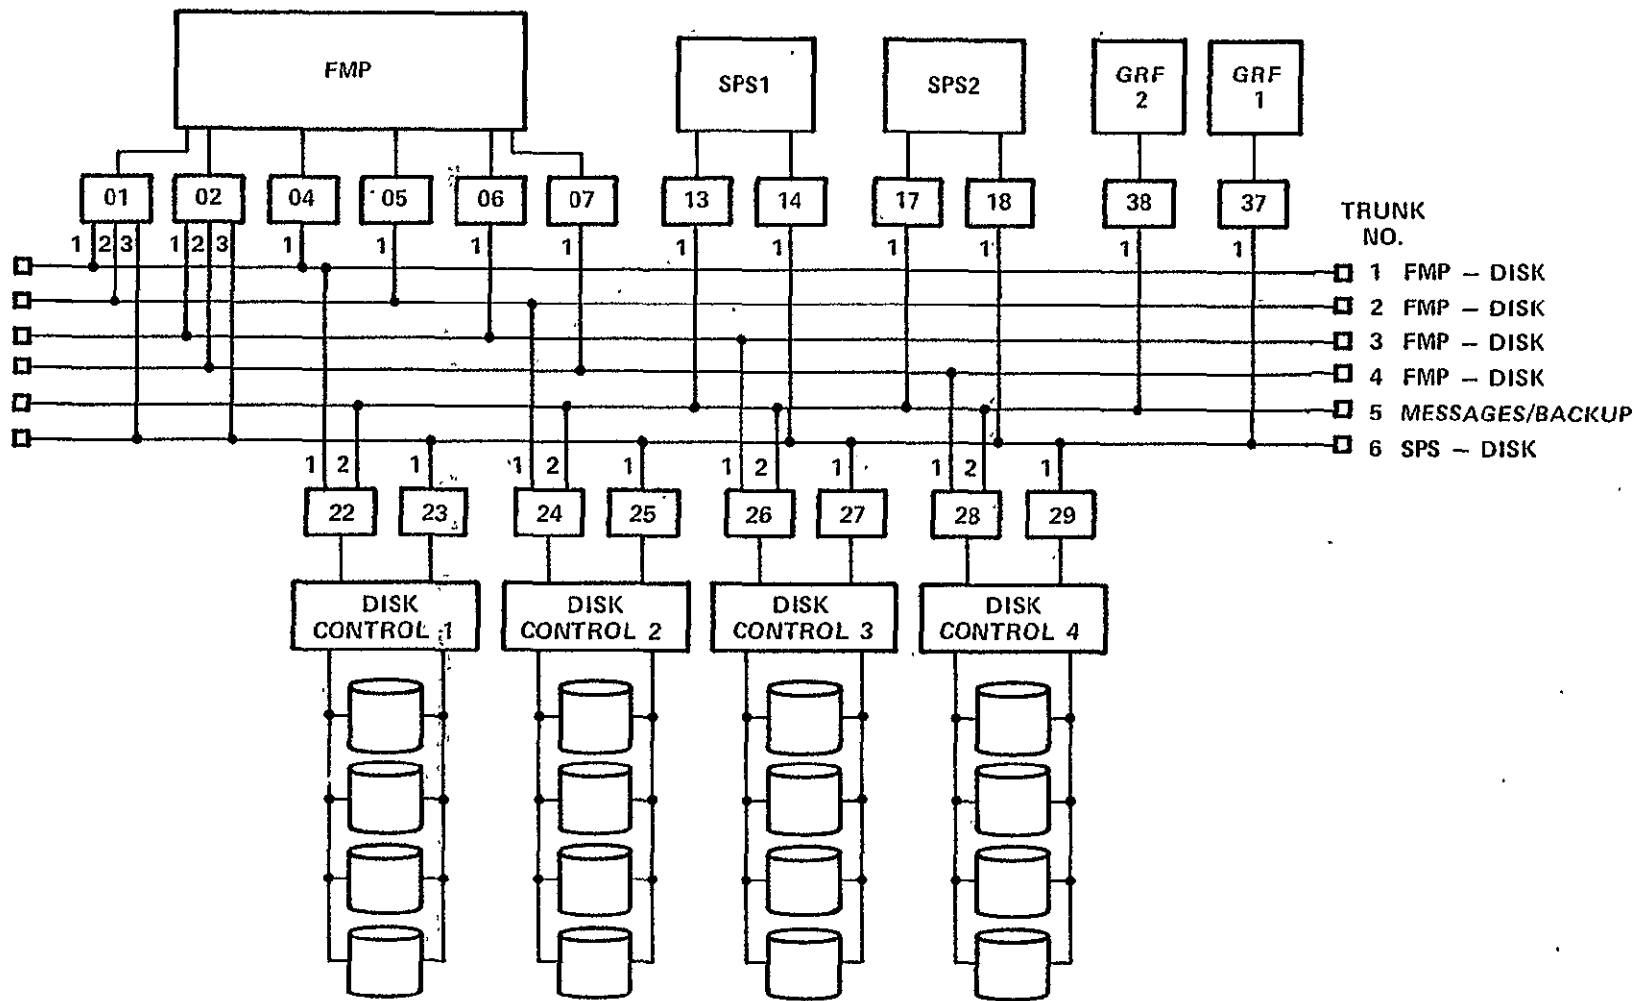 FMP
SPS1
SPS2
GRF
2
GRF
1
01
02
04
05
06
07
13
14
17
18
38
37
TRUNK
NO.
1 2 3
1 2 3
1
1
1
1
1
1
1
1
1
1
1 FMP – DISK
2 FMP – DISK
3 FMP – DISK
4 FMP – DISK
5 MESSAGES/BACKUP
6 SPS – DISK
1 2 1
1 2 1
1 2 1
1 2 1
22
23
24
25
26
27
28
29
DISK
CONTROL 1
DISK
CONTROL 2
DISK
CONTROL 3
DISK
CONTROL 4